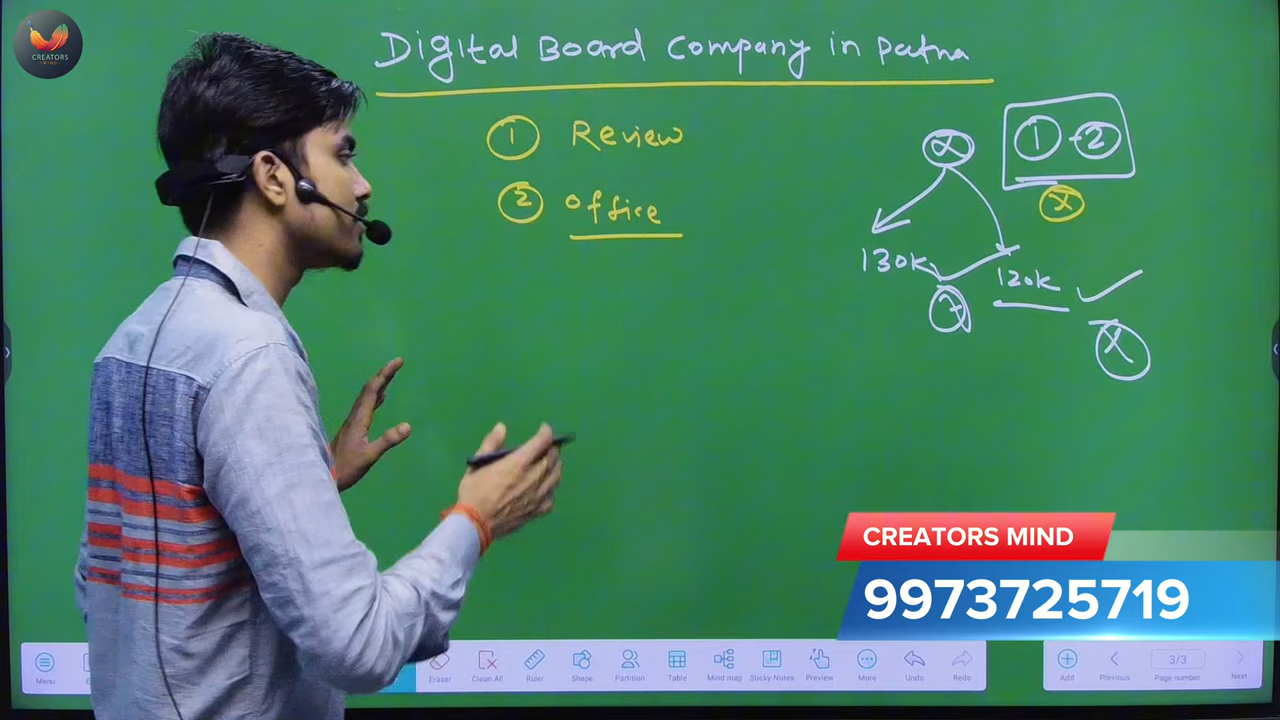 CREATORS
MIND
Digital Board Company in Patna
1 Review
2 office
α
1 - 2
x
130k
120k
x
CREATORS MIND
9973725719
Menu
Eraser
Clean All
Ruler
Shape
Partition
Table
Mind map
Sticky-Notes
Preview
More
Undo
Redo
Add
Previous
3/3
Page number
Next